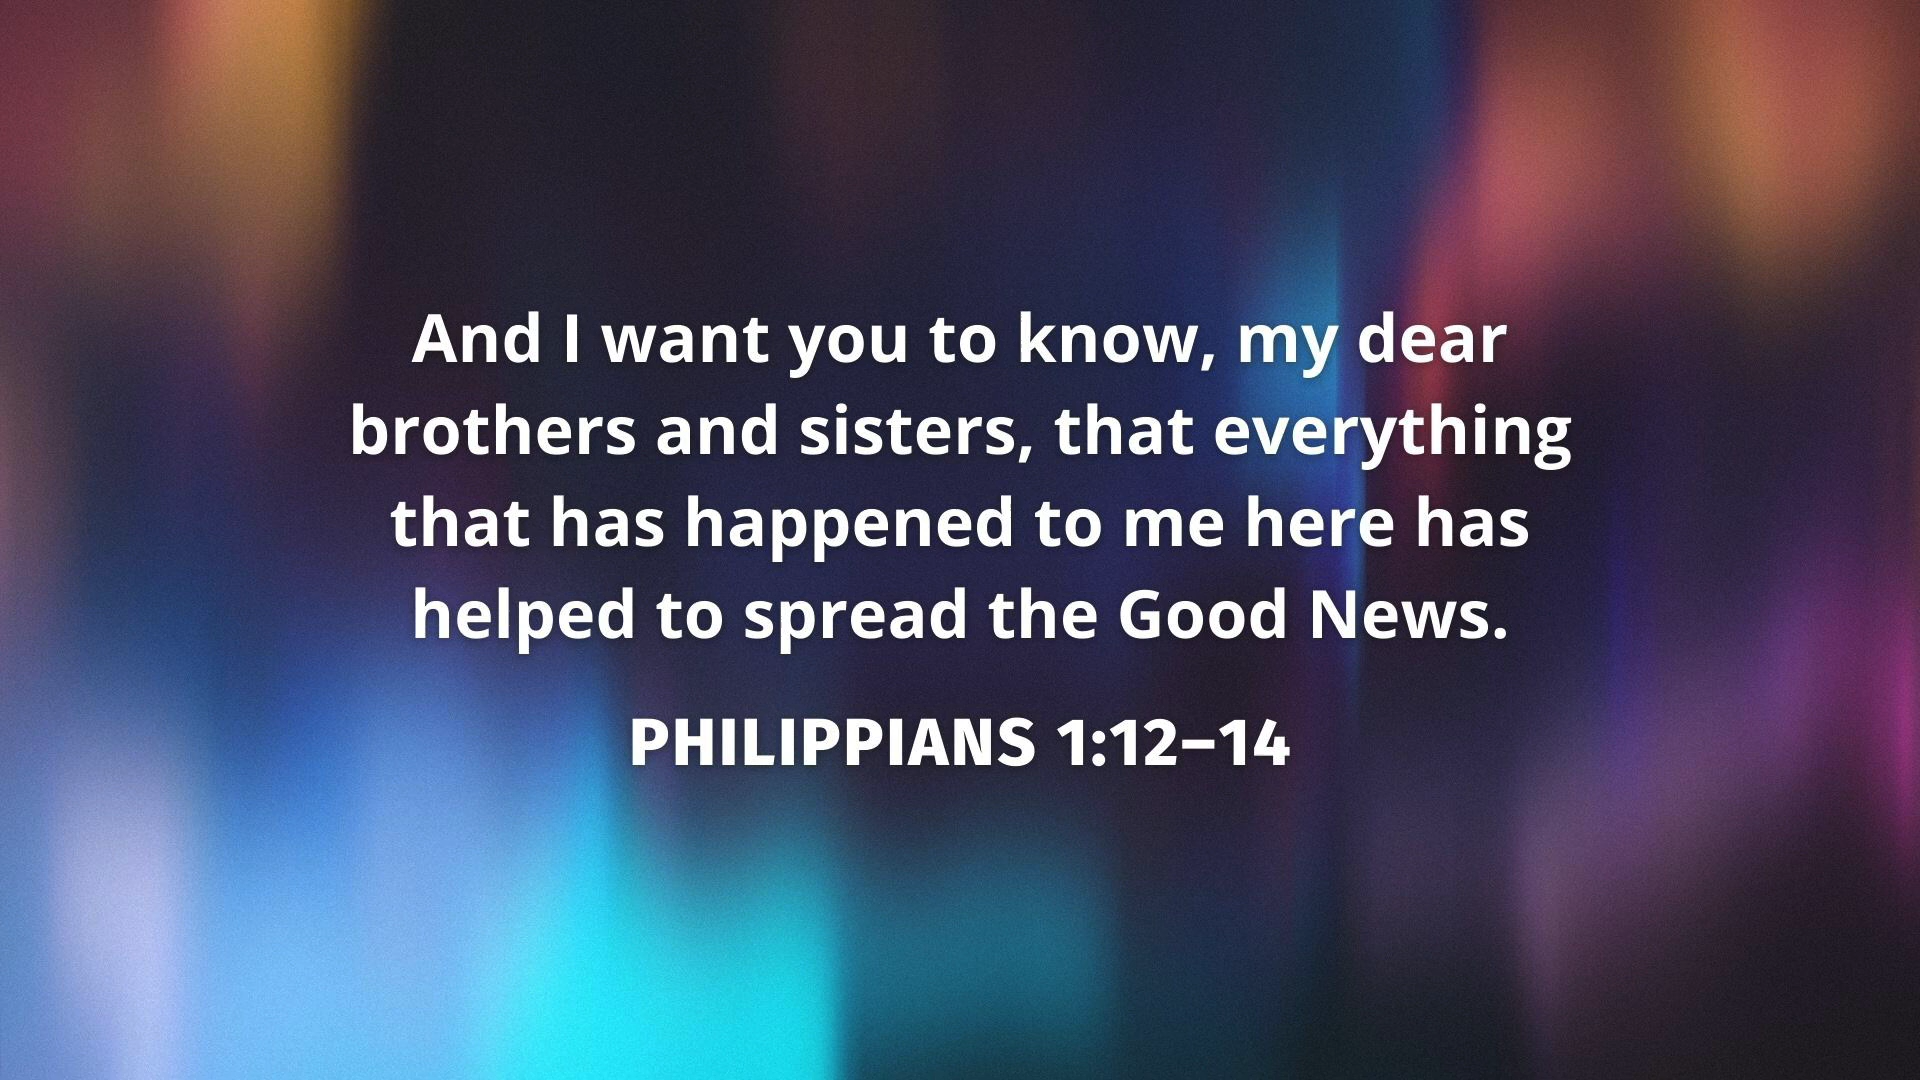 And I want you to know, my dear
brothers and sisters, that everything
that has happened to me here has
helped to spread the Good News.
PHILIPPIANS 1:12–14